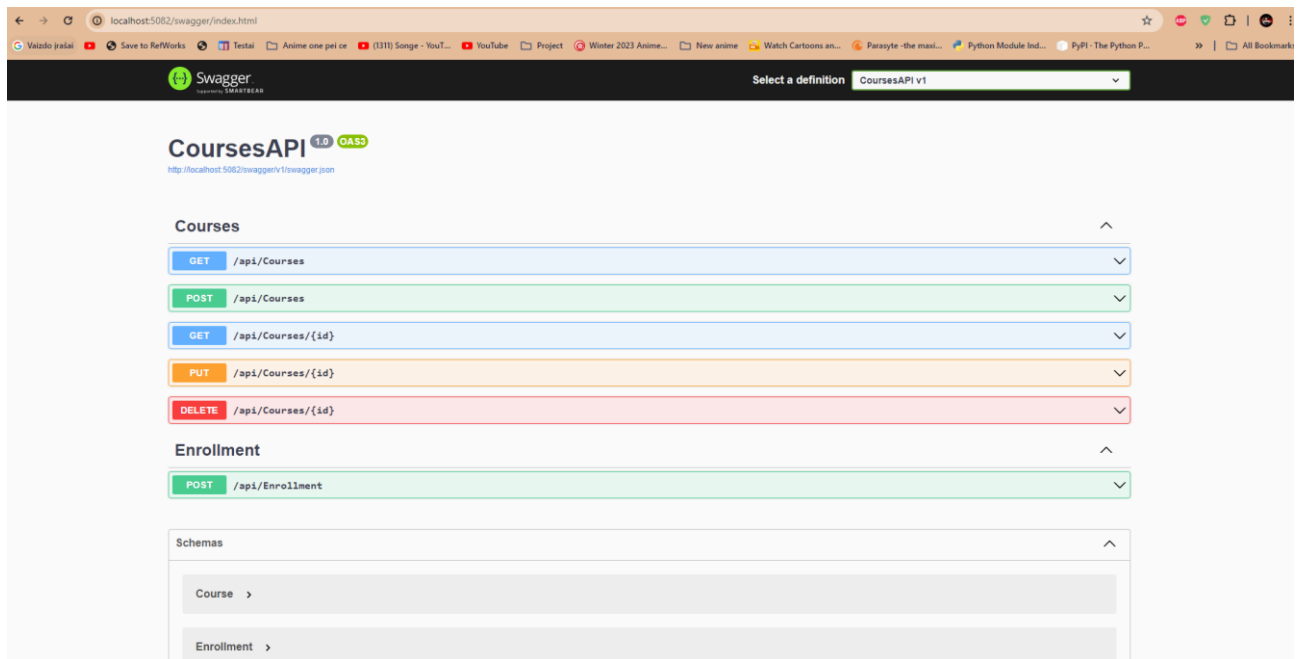 localhost:5082/swagger/index.html
Vaizdo įrašai Save to RefWorks Testai Anime one pei ce (1311) Songe - YouT... YouTube Project Winter 2023 Anime... New anime Watch Cartoons an... Parasyte -the maxi... Python Module Ind... PyPI · The Python P... » All Bookmarks
Swagger. Select a definition CoursesAPI v1
Supported by SMARTBEAR
CoursesAPI 1.0 OAS3
http://localhost:5082/swagger/v1/swagger.json
Courses
GET /api/Courses
POST /api/Courses
GET /api/Courses/{id}
PUT /api/Courses/{id}
DELETE /api/Courses/{id}
Enrollment
POST /api/Enrollment
Schemas
Course >
Enrollment >